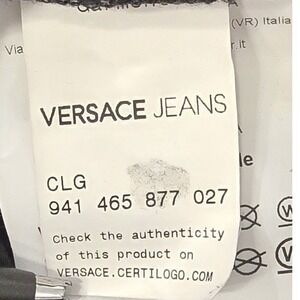 (VR) Italia
Via
r.it
VERSACE JEANS
CLG
941 465 877 027
Check the authenticity
of this product on
VERSACE.CERTILOGO.COM